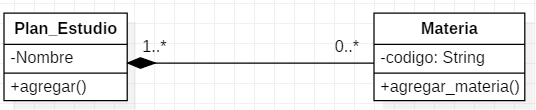 Plan_Estudio
-Nombre
+agregar()
1..*
0..*
Materia
-codigo: String
+agregar_materia()